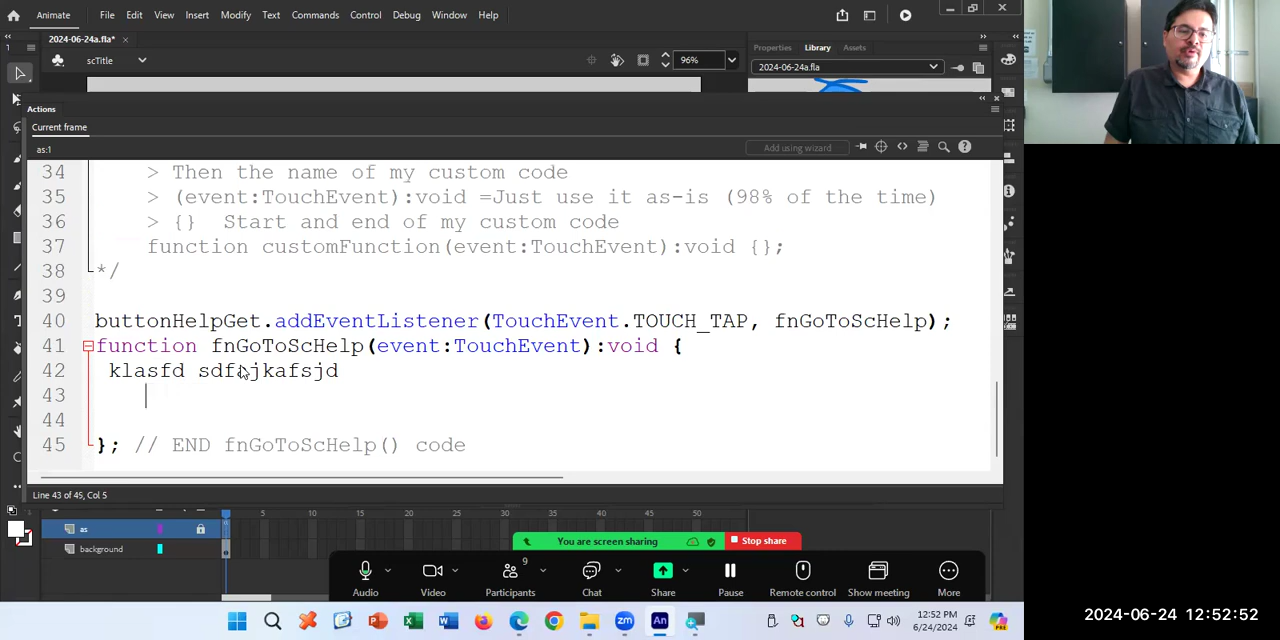 Animate File Edit View Insert Modify Text Commands Control Debug Window Help
2024-06-24a.fla* ×
scTitle 96%
Properties Library Assets
2024-06-24a.fla
Actions
Current frame
as:1 Add using wizard
34 > Then the name of my custom code
35 > (event:TouchEvent):void =Just use it as-is (98% of the time)
36 > {} Start and end of my custom code
37 function customFunction(event:TouchEvent):void {};
38 */
39
40 buttonHelpGet.addEventListener(TouchEvent.TOUCH_TAP, fnGoToScHelp);
41 function fnGoToScHelp(event:TouchEvent):void {
42 klasfd
43
44
45 }; // END fnGoToScHelp() code
Line 43 of 45, Col 5
as 5 10 15 20 25 30 35 40 45 50
background
You are screen sharing Stop share
9
Audio Video Participants Chat Share Pause Remote control Show meeting More
12:52 PM
6/24/2024
2024-06-24 12:52:52